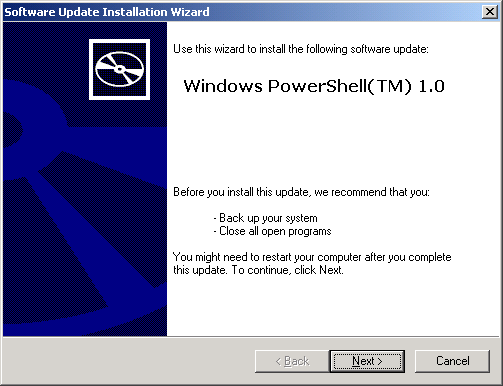 Software Update Installation Wizard
Use this wizard to install the following software update:
Windows PowerShell(TM) 1.0
Before you install this update, we recommend that you:
- Back up your system
- Close all open programs
You might need to restart your computer after you complete
this update. To continue, click Next.
< Back
Next >
Cancel